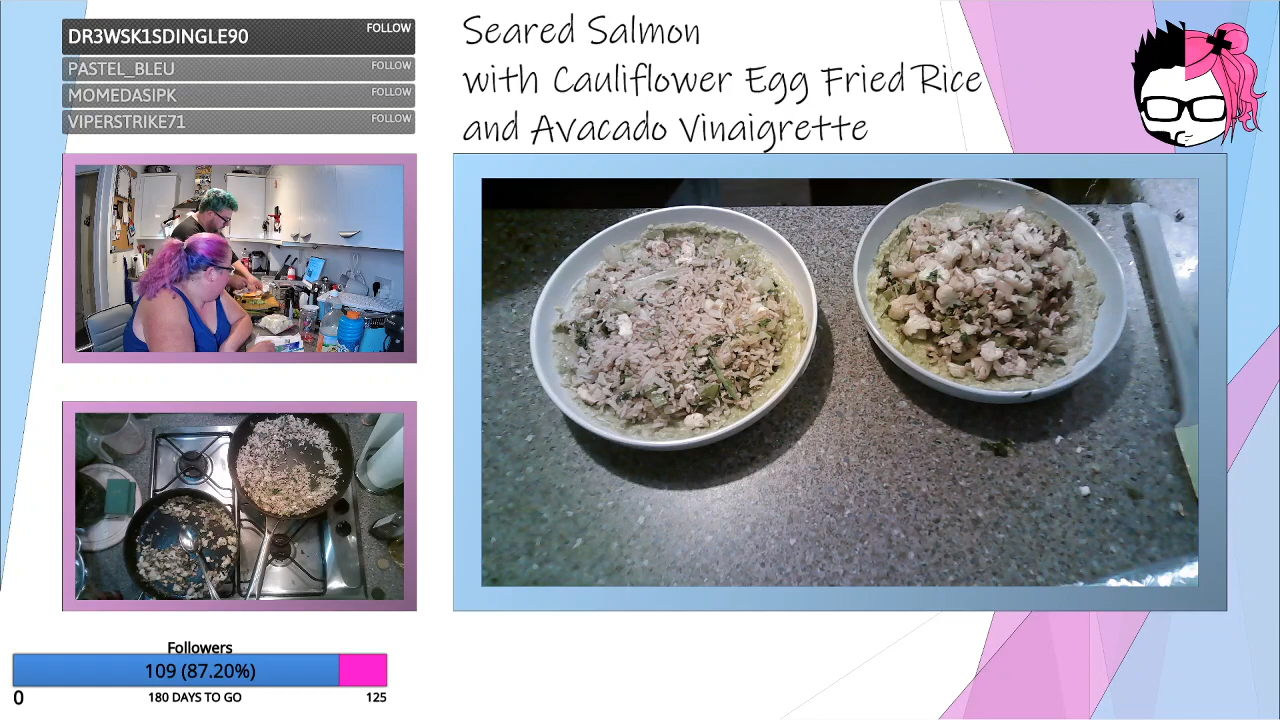 DR3WSK1SDINGLE90 FOLLOW
PASTEL_BLEU FOLLOW
MOMEDASIPK FOLLOW
VIPERSTRIKE71 FOLLOW
Seared Salmon
with Cauliflower Egg Fried Rice
and Avacado Vinaigrette
Followers
109 (87.20%)
0 180 DAYS TO GO 125